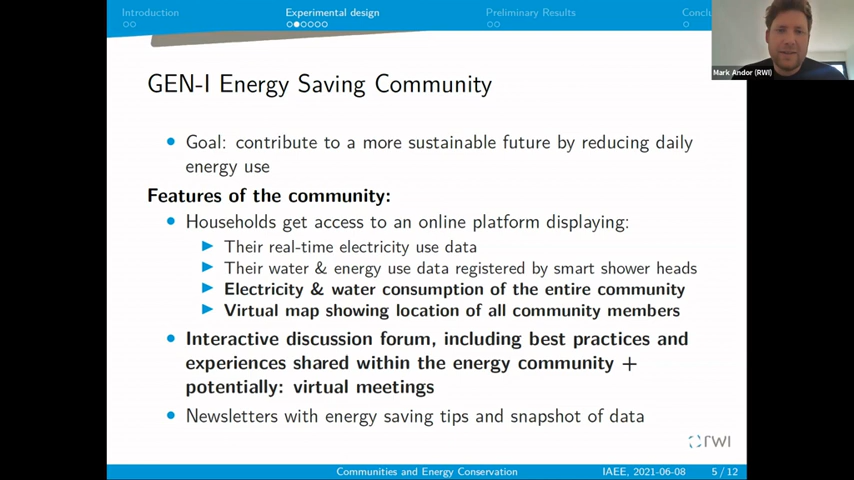 Introduction
Experimental design
Preliminary Results
Conclu
Mark Andor (RWI)
GEN-I Energy Saving Community
• Goal: contribute to a more sustainable future by reducing daily
energy use
Features of the community:
• Households get access to an online platform displaying:
▶ Their real-time electricity use data
▶ Their water & energy use data registered by smart shower heads
▶ Electricity & water consumption of the entire community
▶ Virtual map showing location of all community members
• Interactive discussion forum, including best practices and
experiences shared within the energy community +
potentially: virtual meetings
• Newsletters with energy saving tips and snapshot of data
rwi
Communities and Energy Conservation
IAEE, 2021-06-08
5 / 12